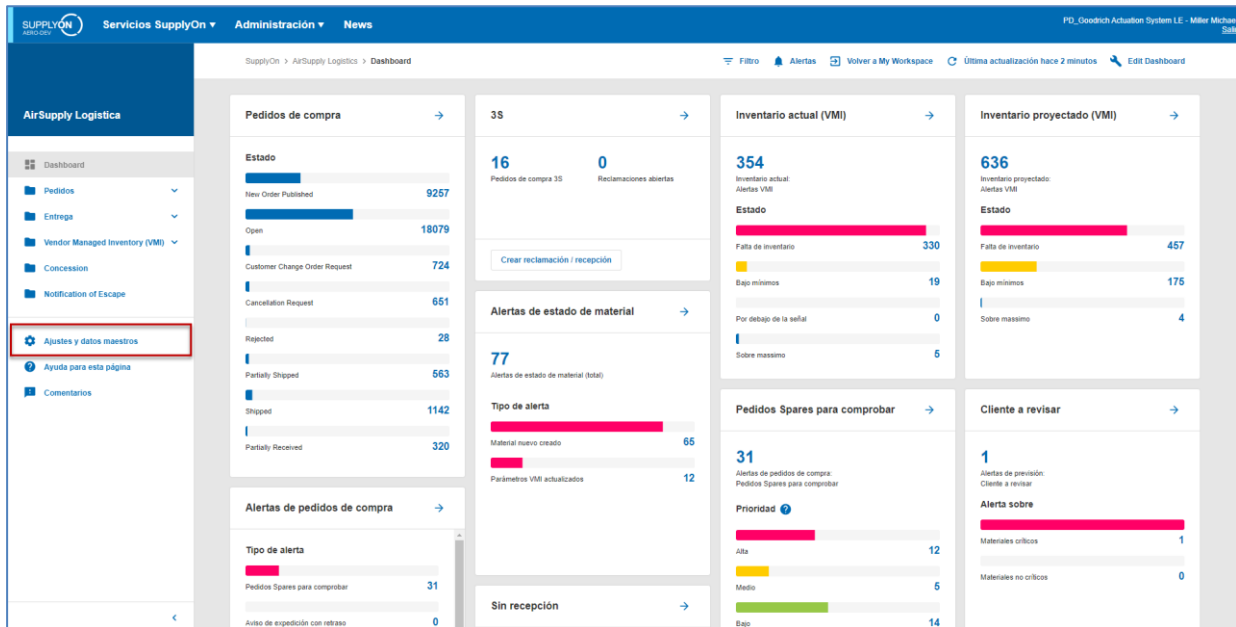 SUPPLYON
AERO-DEV
Servicios SupplyOn
Administración
News
PD_Goodrich Actuation System LE - Miller Michae
Sali
SupplyOn > AirSupply Logistics > Dashboard
Filtro
Alertas
Volver a My Workspace
Última actualización hace 2 minutos
Edit Dashboard
AirSupply Logística
Dashboard
Pedidos
Entrega
Vendor Managed Inventory (VMI)
Concession
Notification of Escape
Ajustes y datos maestros
Ayuda para esta página
Comentarios
Pedidos de compra
Estado
New Order Published 9257
Open 18079
Customer Change Order Request 724
Cancellation Request 651
Rejected 28
Partially Shipped 563
Shipped 1142
Partially Received 320
Alertas de pedidos de compra
Tipo de alerta
Pedidos Spares para comprobar 31
Aviso de expedición con retraso 0
3S
16 0
Pedidos de compra 3S Reclamaciones abiertas
Crear reclamación / recepción
Alertas de estado de material
77
Alertas de estado de material (total)
Tipo de alerta
Material nuevo creado 65
Parámetros VMI actualizados 12
Sin recepción
Inventario actual (VMI)
354
Inventario actual:
Alertas VMI
Estado
Falta de inventario 330
Bajo mínimos 19
Por debajo de la señal 0
Sobre massimo 5
Pedidos Spares para comprobar
31
Alertas de pedidos de compra:
Pedidos Spares para comprobar
Prioridad
Alta 12
Medio 5
Bajo 14
Inventario proyectado (VMI)
636
Inventario proyectado:
Alertas VMI
Estado
Falta de inventario 457
Bajo mínimos 175
Sobre massimo 4
Cliente a revisar
1
Alertas de previsión:
Cliente a revisar
Alerta sobre
Materiales críticos 1
Materiales no críticos 0